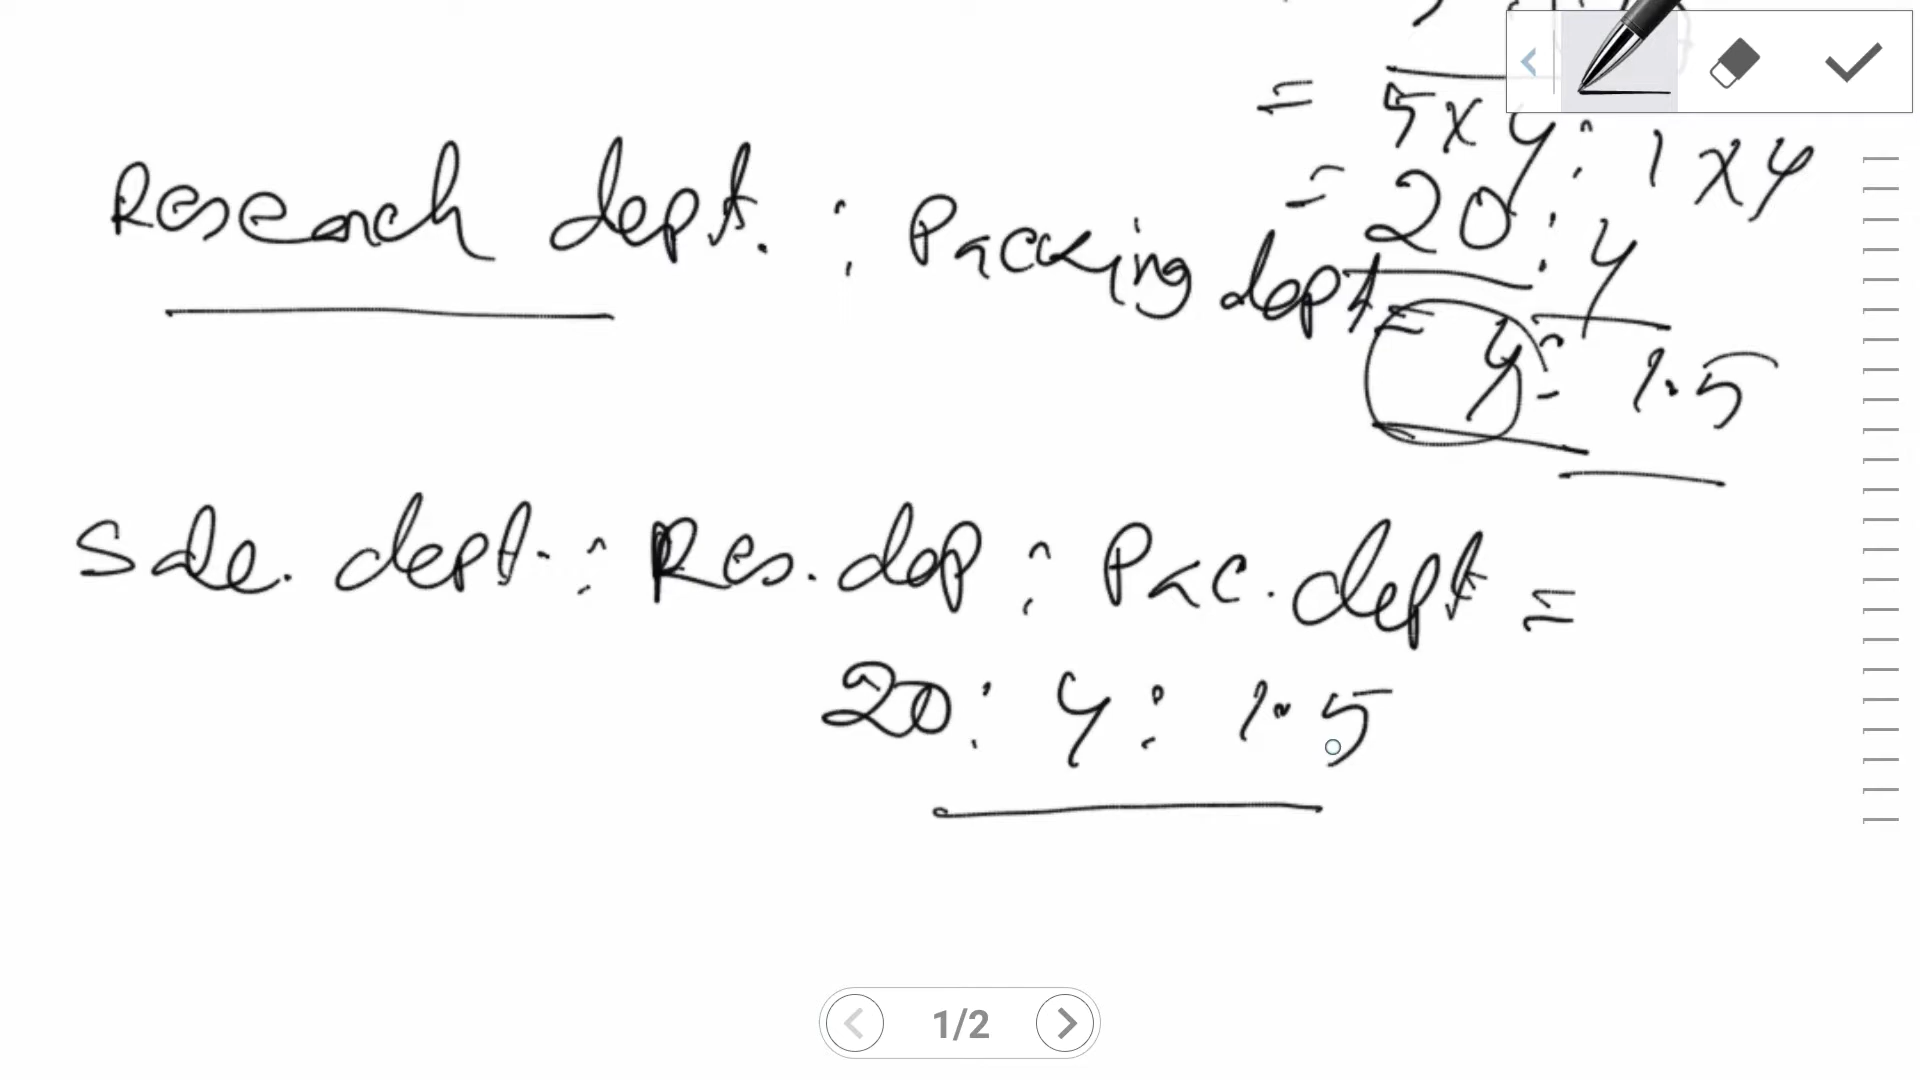 = 5 x 4 : 1 x 4
= 20 : 4
Research dept. : Packing dept = 4 : 1.5
Sale. dept. : Res. dep : Pac. dept =
20 : 4 : 1.5
1/2